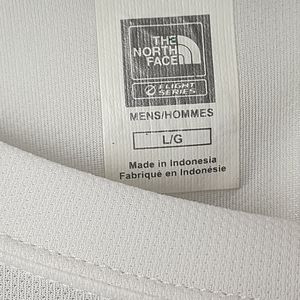 THE
NORTH
FACE
FLIGHT
SERIES
MENS/HOMMES
L/G
Made in Indonesia
Fabriqué en Indonésie